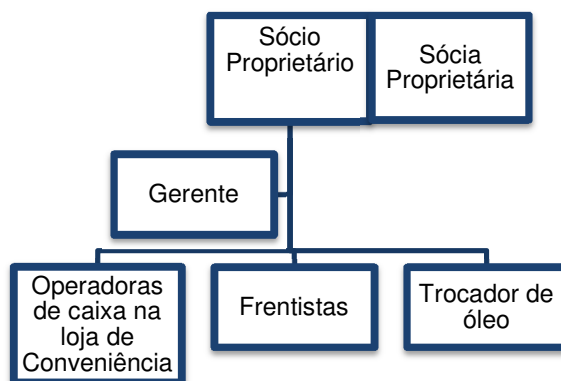 Sócio
Proprietário
Sócia
Proprietária
Gerente
Operadoras
de caixa na
loja de
Conveniência
Frentistas
Trocador de
óleo